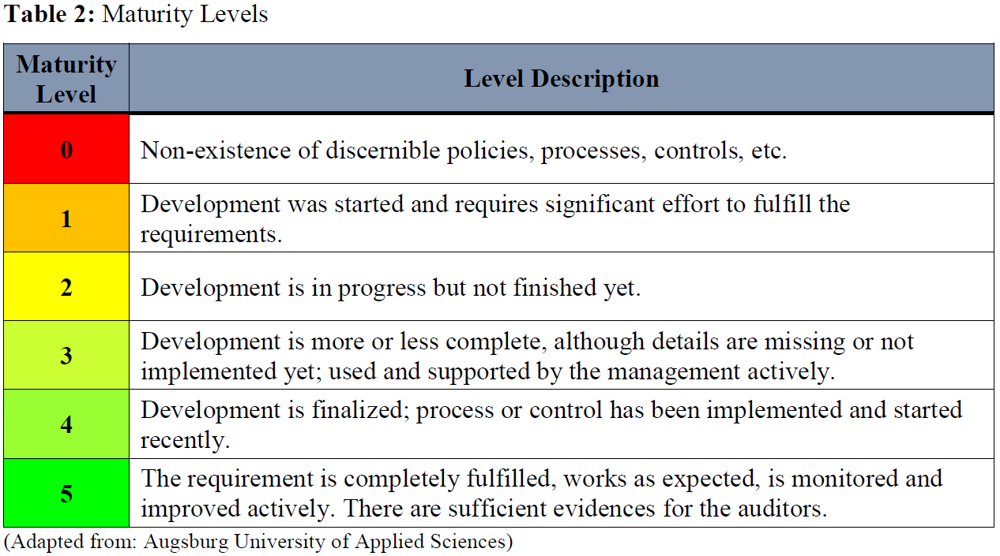 Table 2: Maturity Levels
Maturity
Level
Level Description
0
Non-existence of discernible policies, processes, controls, etc.
1
Development was started and requires significant effort to fulfill the
requirements.
2
Development is in progress but not finished yet.
3
Development is more or less complete, although details are missing or not
implemented yet; used and supported by the management actively.
4
Development is finalized; process or control has been implemented and started
recently.
5
The requirement is completely fulfilled, works as expected, is monitored and
improved actively. There are sufficient evidences for the auditors.
(Adapted from: Augsburg University of Applied Sciences)